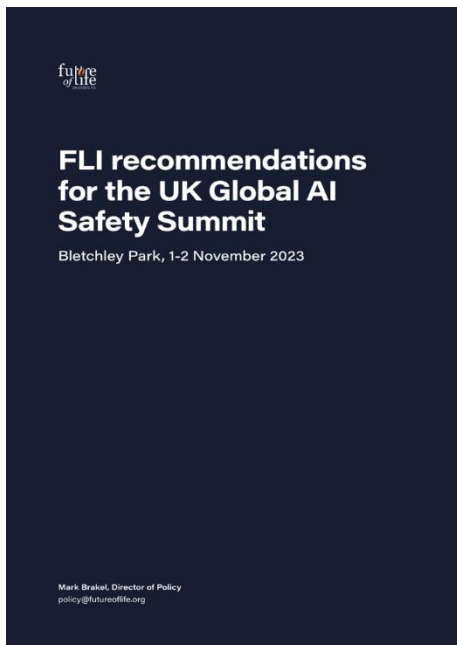 future
of life
INSTITUTE
FLI recommendations
for the UK Global AI
Safety Summit
Bletchley Park, 1-2 November 2023
Mark Brakel, Director of Policy
policy@futureoflife.org